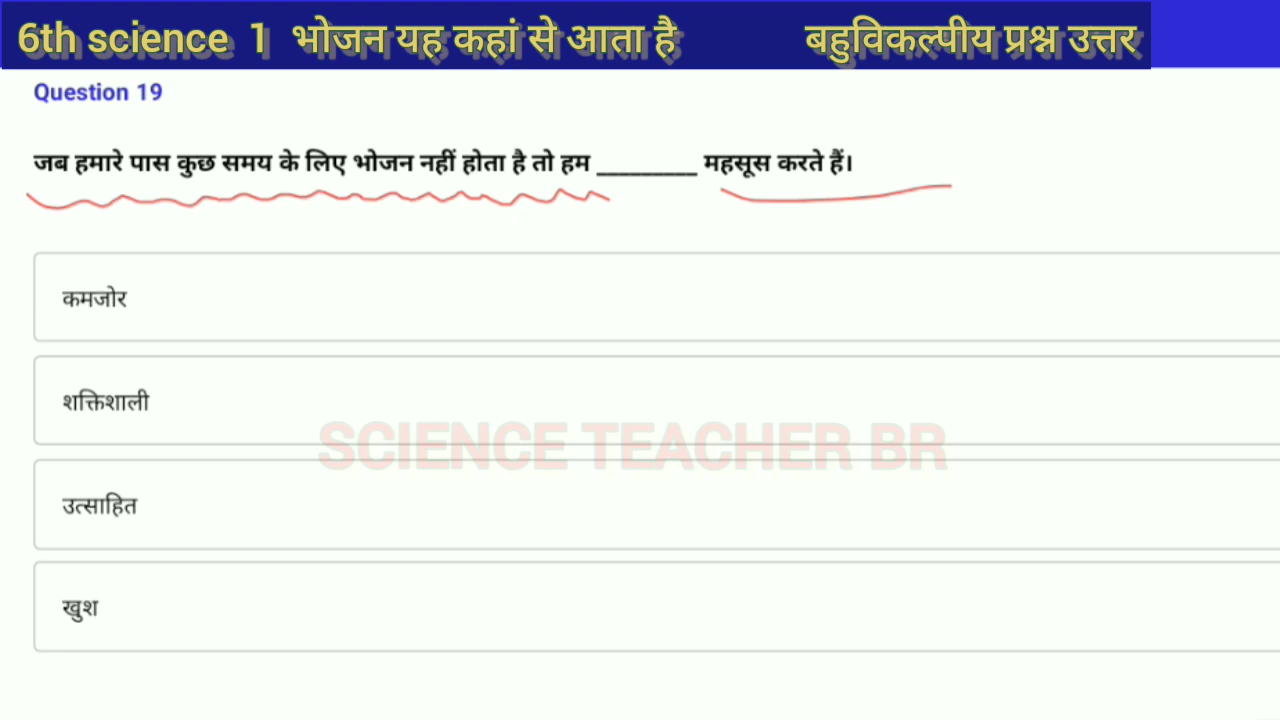 6th science 1 भोजन यह कहां से आता है बहुविकल्पीय प्रश्न उत्तर
Question 19
जब हमारे पास कुछ समय के लिए भोजन नहीं होता है तो हम _________ महसूस करते हैं।
कमजोर
शक्तिशाली
SCIENCE TEACHER BR
उत्साहित
खुश